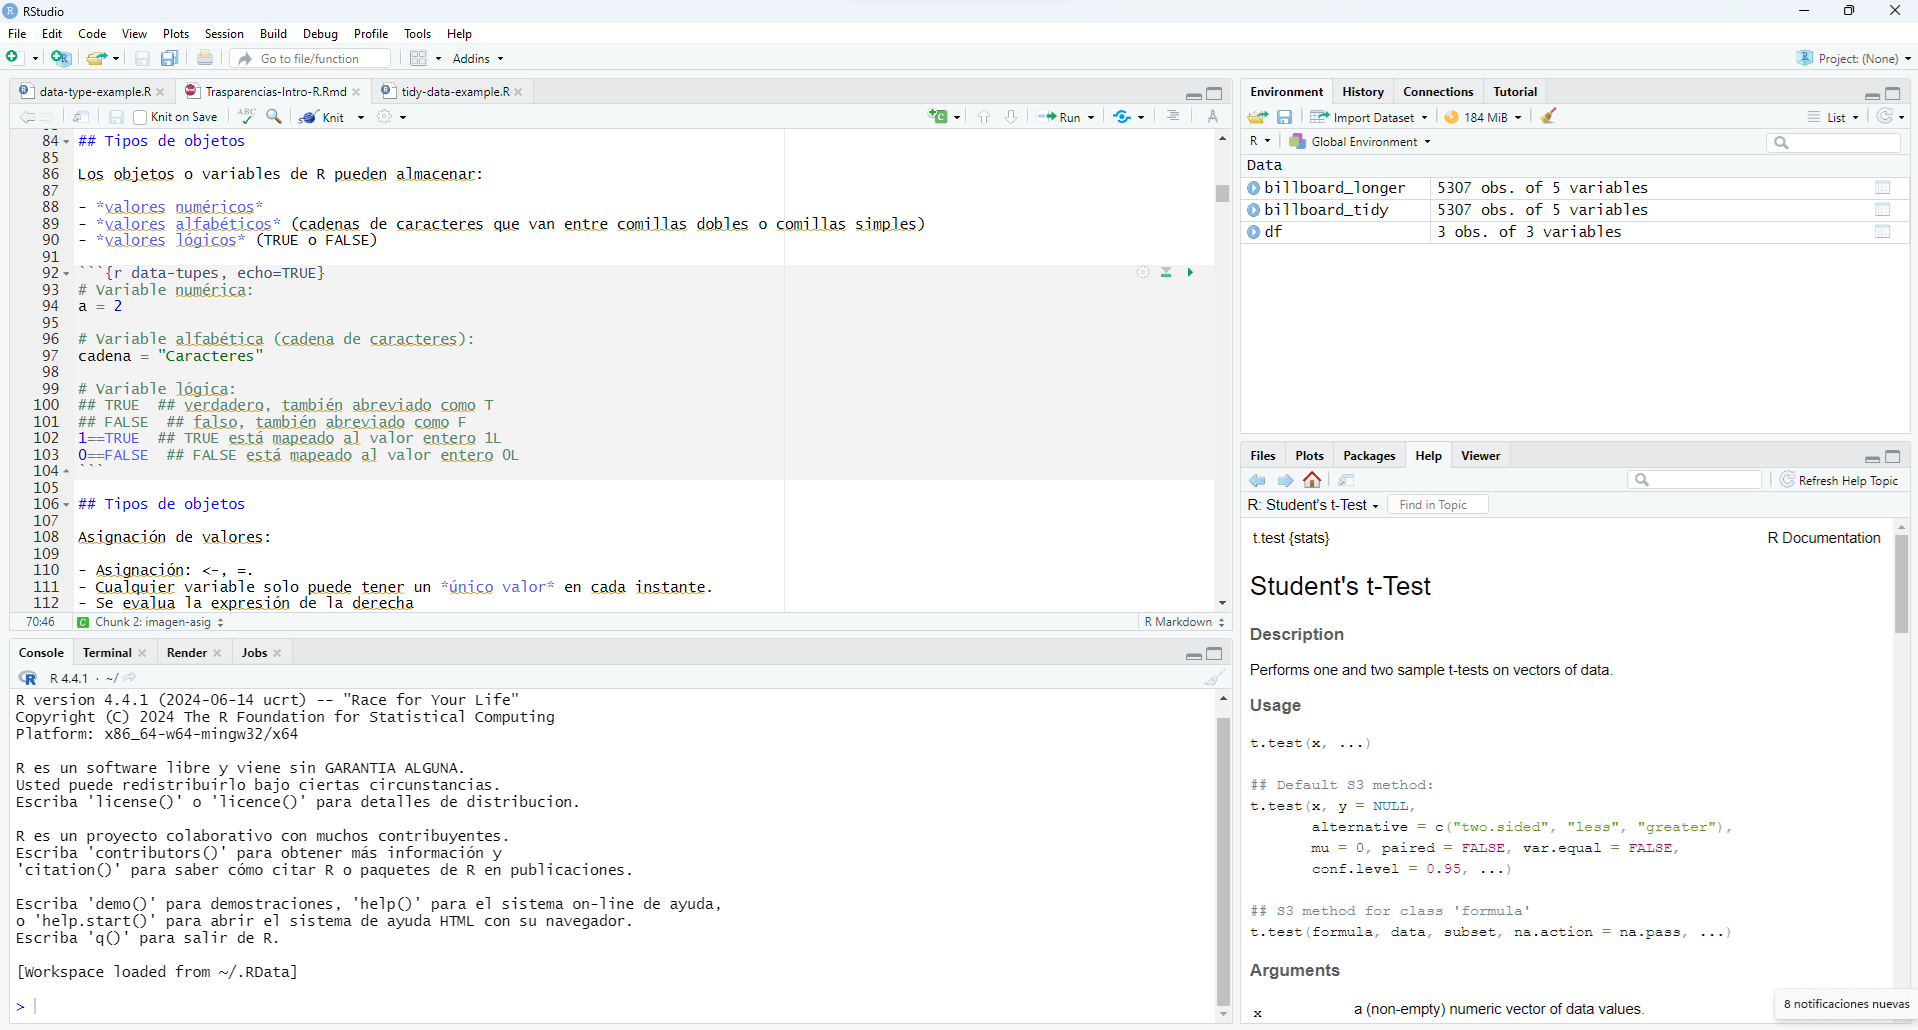 RStudio
File Edit Code View Plots Session Build Debug Profile Tools Help
Go to file/function Addins Project: (None)
data-type-example.R Trasparencias-Intro-R.Rmd tidy-data-example.R
Knit on Save ABC Knit Run
84 ## Tipos de objetos
85
86 Los objetos o variables de R pueden almacenar:
87
88 - *valores numéricos*
89 - *valores alfabéticos* (cadenas de caracteres que van entre comillas dobles o comillas simples)
90 - *valores lógicos* (TRUE o FALSE)
91
92 ```{r data-tupes, echo=TRUE}
93 # Variable numérica:
94 a = 2
95
96 # Variable alfabética (cadena de caracteres):
97 cadena = "Caracteres"
98
99 # Variable lógica:
100 ## TRUE ## verdadero, también abreviado como T
101 ## FALSE ## falso, también abreviado como F
102 1==TRUE ## TRUE está mapeado al valor entero 1L
103 0==FALSE ## FALSE está mapeado al valor entero 0L
104 ```
105
106 ## Tipos de objetos
107
108 Asignación de valores:
109
110 - Asignación: <-, =.
111 - Cualquier variable solo puede tener un *único valor* en cada instante.
112 - Se evalua la expresión de la derecha
70:46 Chunk 2: imagen-asig R Markdown
Console Terminal Render Jobs
R 4.4.1 · ~/
R version 4.4.1 (2024-06-14 ucrt) -- "Race for Your Life"
Copyright (C) 2024 The R Foundation for Statistical Computing
Platform: x86_64-w64-mingw32/x64
R es un software libre y viene sin GARANTIA ALGUNA.
Usted puede redistribuirlo bajo ciertas circunstancias.
Escriba 'license()' o 'licence()' para detalles de distribucion.
R es un proyecto colaborativo con muchos contribuyentes.
Escriba 'contributors()' para obtener más información y
'citation()' para saber cómo citar R o paquetes de R en publicaciones.
Escriba 'demo()' para demostraciones, 'help()' para el sistema on-line de ayuda,
o 'help.start()' para abrir el sistema de ayuda HTML con su navegador.
Escriba 'q()' para salir de R.
[Workspace loaded from ~/.RData]
>
Environment History Connections Tutorial
Import Dataset 184 MiB List
R Global Environment
Data
billboard_longer 5307 obs. of 5 variables
billboard_tidy 5307 obs. of 5 variables
df 3 obs. of 3 variables
Files Plots Packages Help Viewer
Refresh Help Topic
R: Student's t-Test Find in Topic
t.test {stats} R Documentation
Student's t-Test
Description
Performs one and two sample t-tests on vectors of data.
Usage
t.test(x, ...)
## Default S3 method:
t.test(x, y = NULL,
alternative = c("two.sided", "less", "greater"),
mu = 0, paired = FALSE, var.equal = FALSE,
conf.level = 0.95, ...)
## S3 method for class 'formula'
t.test(formula, data, subset, na.action = na.pass, ...)
Arguments
x a (non-empty) numeric vector of data values.
8 notificaciones nuevas